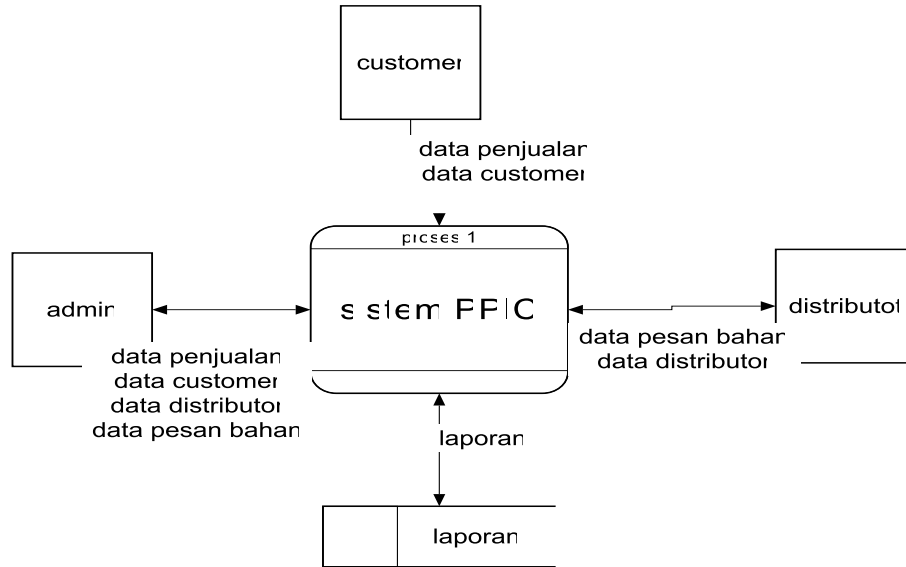 customer
data penjualan
data customer
proses 1
admin
sistem PPIC
distributor
data penjualan
data customer
data distributor
data pesan bahan
data pesan bahan
data distributor
laporan
laporan